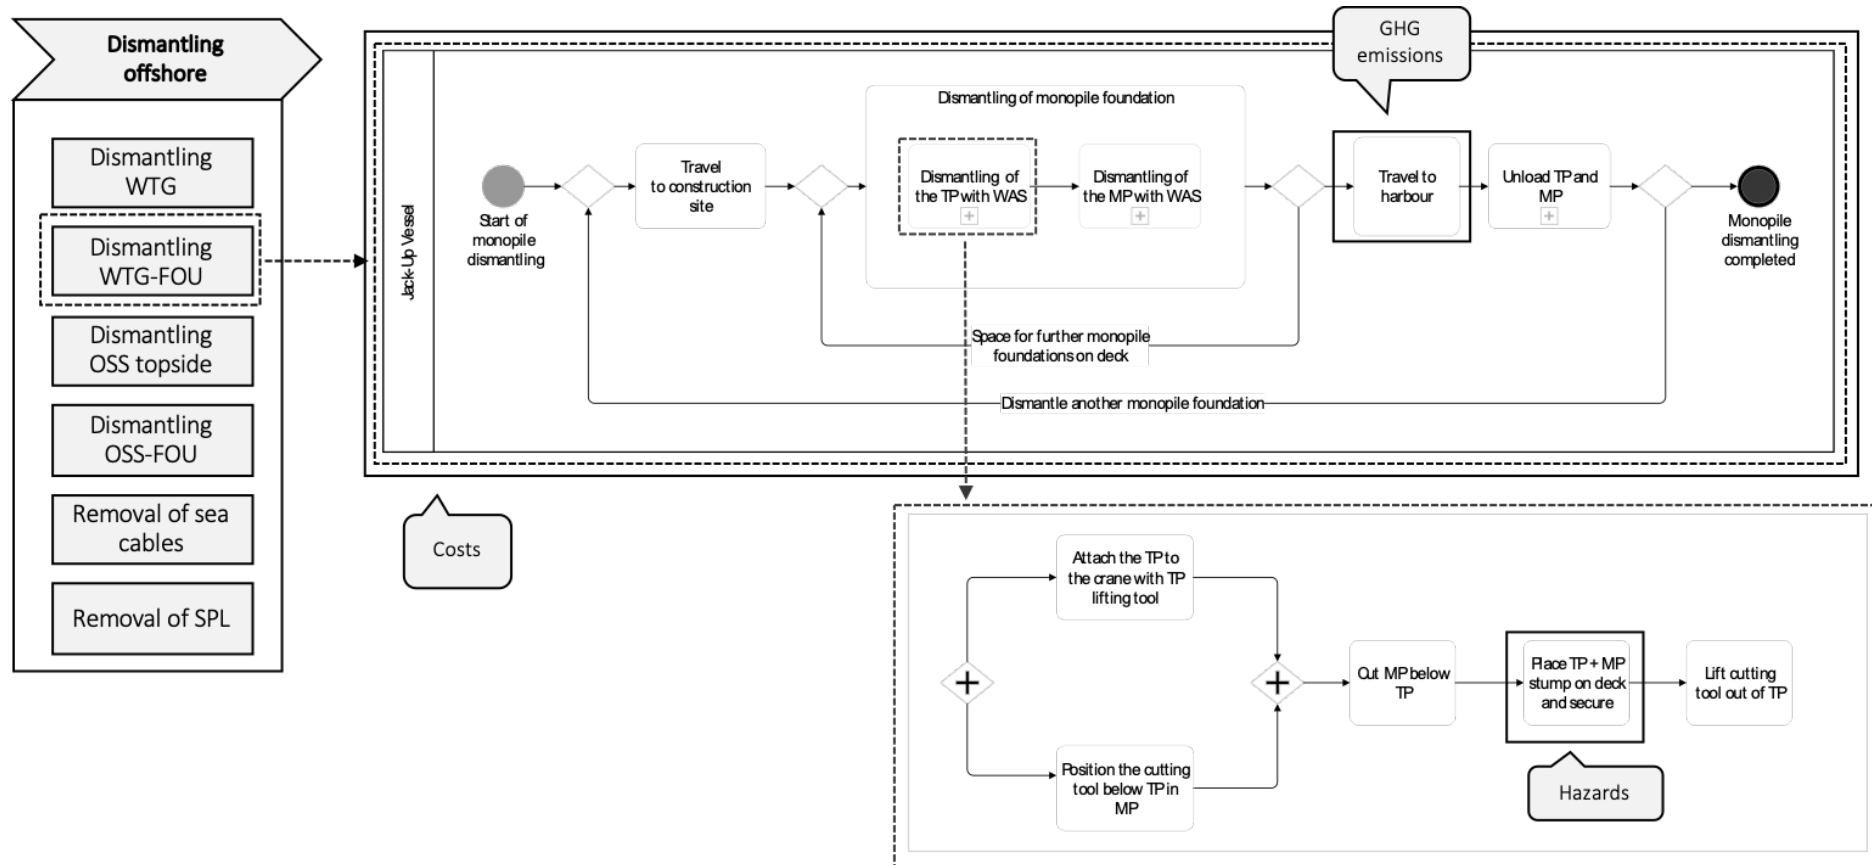 Dismantling
offshore
Dismantling
WTG
Dismantling
WTG-FOU
Dismantling
OSS topside
Dismantling
OSS-FOU
Removal of sea
cables
Removal of SPL
GHG
emissions
Jack-Up Vessel
Start of
monopile
dismantling
Travel
to construction
site
Dismantling of monopile foundation
Dismantling of
the TP with WAS
Dismantling of
the MP with WAS
Travel to
harbour
Unload TP and
MP
Monopile
dismantling
completed
Space for further monopile
foundations on deck
Dismantle another monopile foundation
Costs
Attach the TP to
the crane with TP
lifting tool
Position the cutting
tool below TP in
MP
Cut MP below
TP
Place TP + MP
stump on deck
and secure
Lift cutting
tool out of TP
Hazards